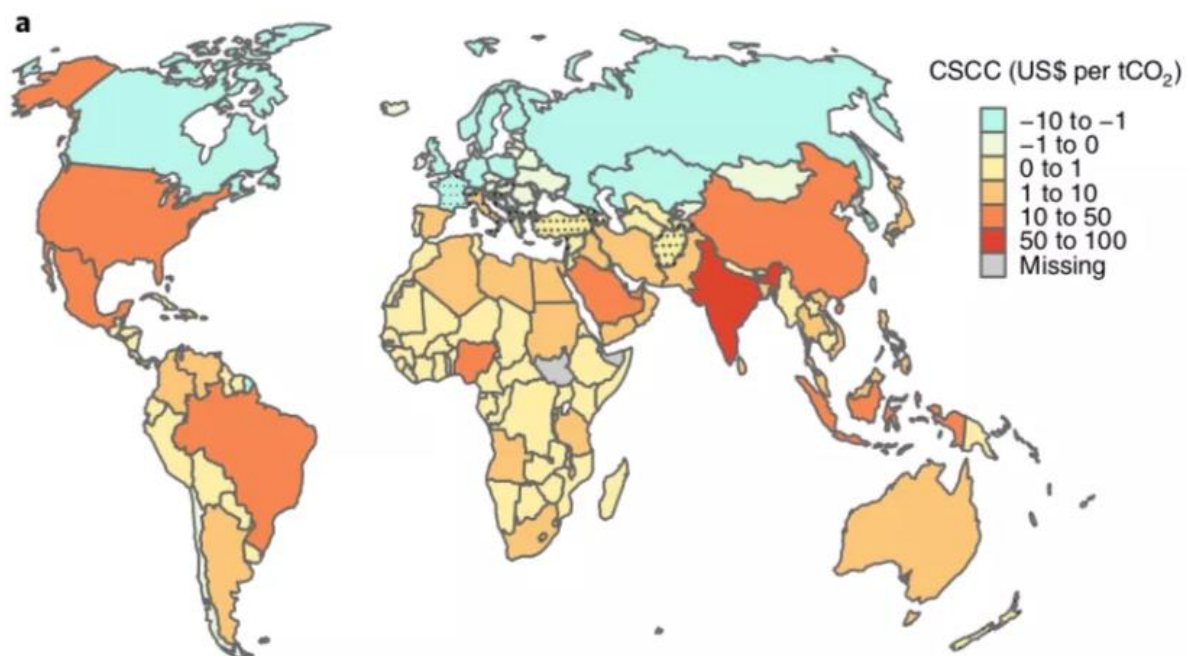 a
CSCC (US$ per tCO₂)
−10 to −1
−1 to 0
0 to 1
1 to 10
10 to 50
50 to 100
Missing